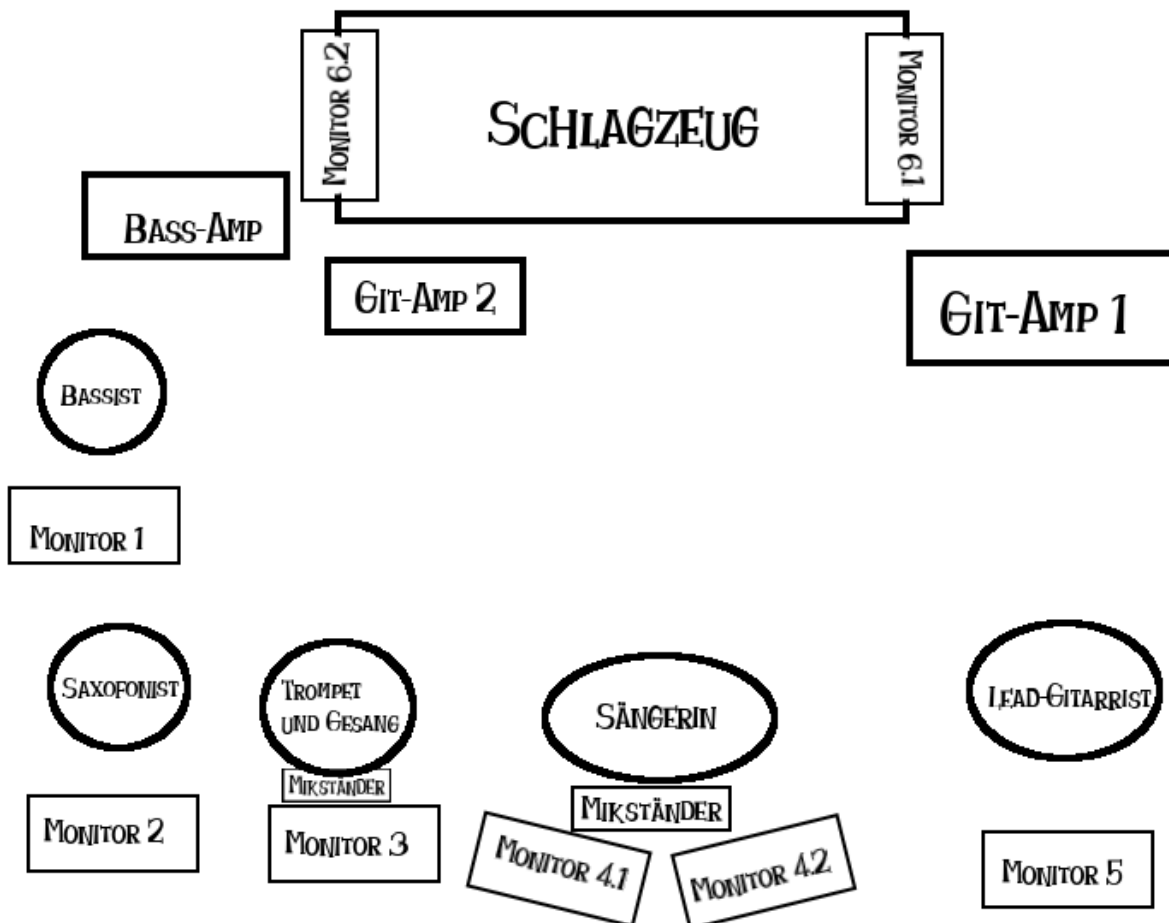 Monitor 6.2
Schlagzeug
Monitor 6.1
Bass-Amp
Git-Amp 2
Git-Amp 1
Bassist
Monitor 1
Saxofonist
Trompet
und Gesang
Sängerin
Lead-Gitarrist
Mikständer
Mikständer
Monitor 2
Monitor 3
Monitor 4.1
Monitor 4.2
Monitor 5